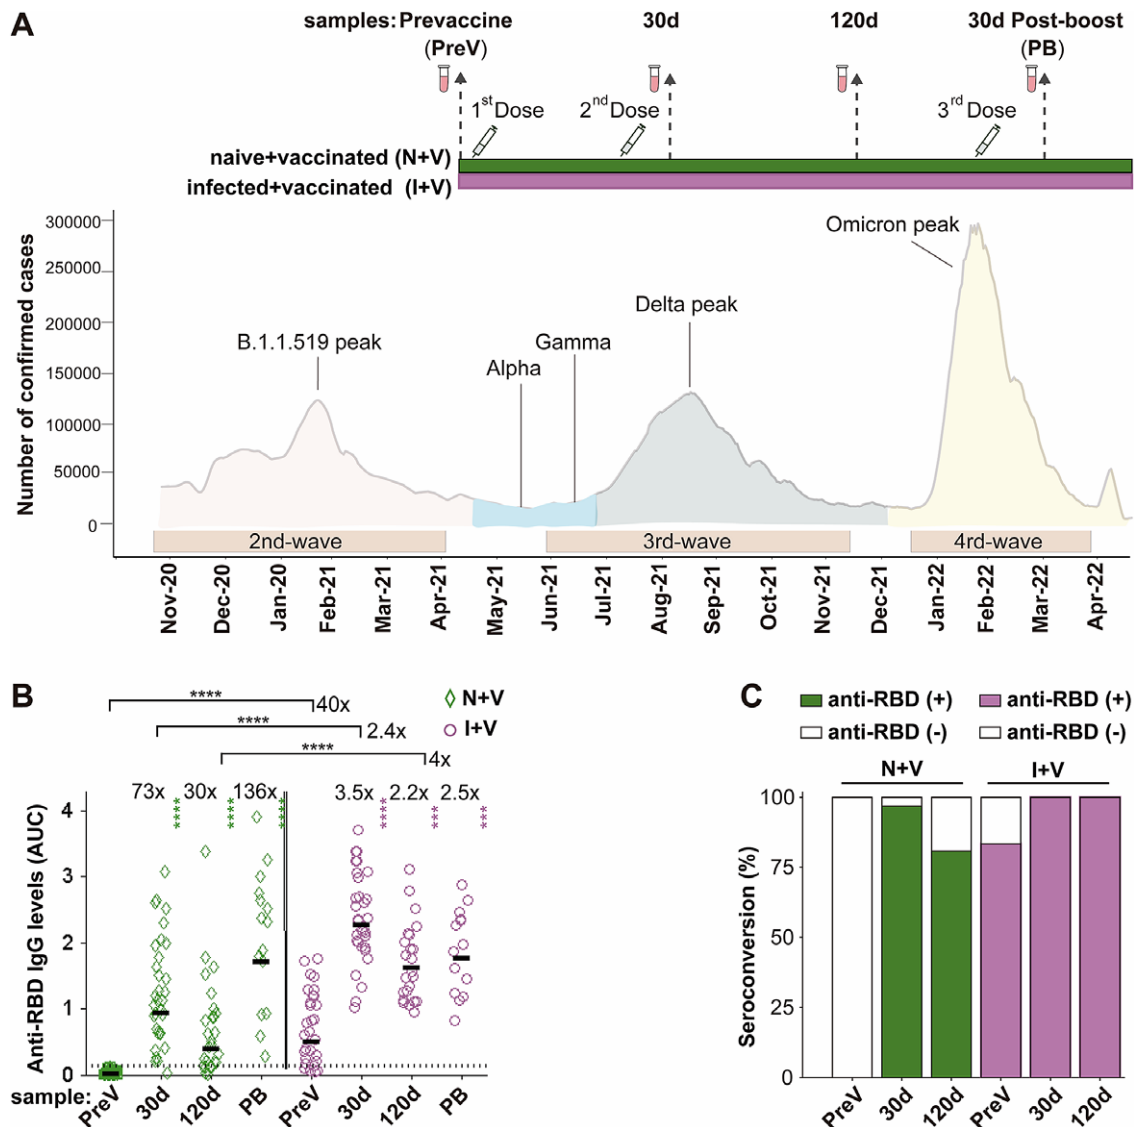 A
samples: Prevaccine 30d 120d 30d Post-boost
(PreV) (PB)
1st Dose 2nd Dose 3rd Dose
naive+vaccinated (N+V)
infected+vaccinated (I+V)
Number of confirmed cases
300000
250000
200000
150000
100000
50000
0
B.1.1.519 peak
Alpha
Gamma
Delta peak
Omicron peak
2nd-wave 3rd-wave 4rd-wave
Nov-20 Dec-20 Jan-20 Feb-21 Mar-21 Apr-21 May-21 Jun-21 Jul-21 Aug-21 Sep-21 Oct-21 Nov-21 Dec-21 Jan-22 Feb-22 Mar-22 Apr-22
B
**** 40x
**** 2.4x
**** 4x
N+V
I+V
73x **** 30x **** 136x **** 3.5x **** 2.2x *** 2.5x ***
Anti-RBD IgG levels (AUC)
4
3
2
1
0
sample: PreV 30d 120d PB PreV 30d 120d PB
C
anti-RBD (+) anti-RBD (+)
anti-RBD (-) anti-RBD (-)
N+V I+V
Seroconversion (%)
100
75
50
25
0
PreV 30d 120d PreV 30d 120d